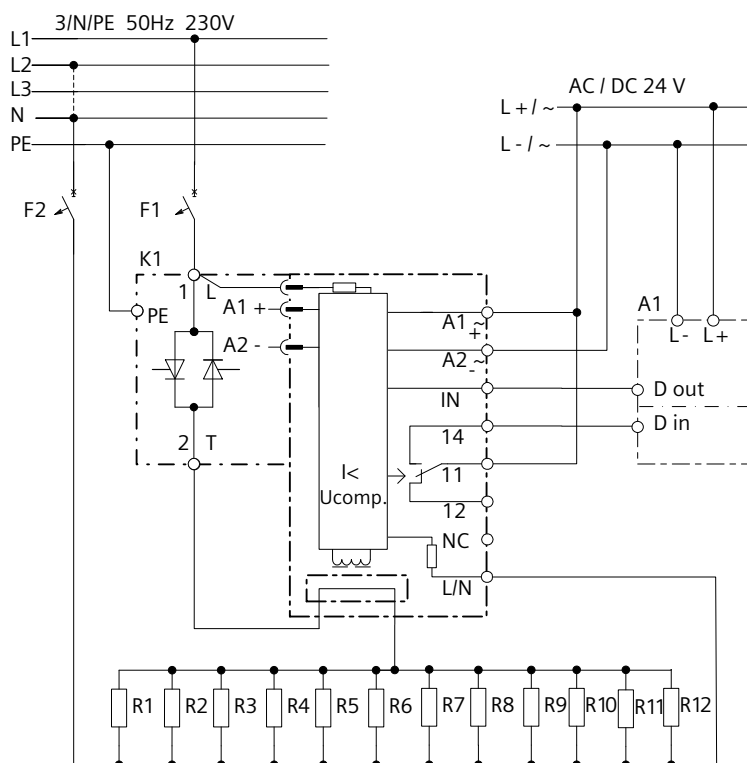 3/N/PE 50Hz 230V
L1
L2
L3
N
PE
AC / DC 24 V
L + / ~
L - / ~
F2
F1
K1
1 L
A1 +
PE
A2 -
A1 ~
+
A2 ~
-
A1
L - L+
IN
D out
14
D in
2 T
I<
Ucomp.
11
12
NC
L/N
R1 R2 R3 R4 R5 R6 R7 R8 R9 R10 R11 R12